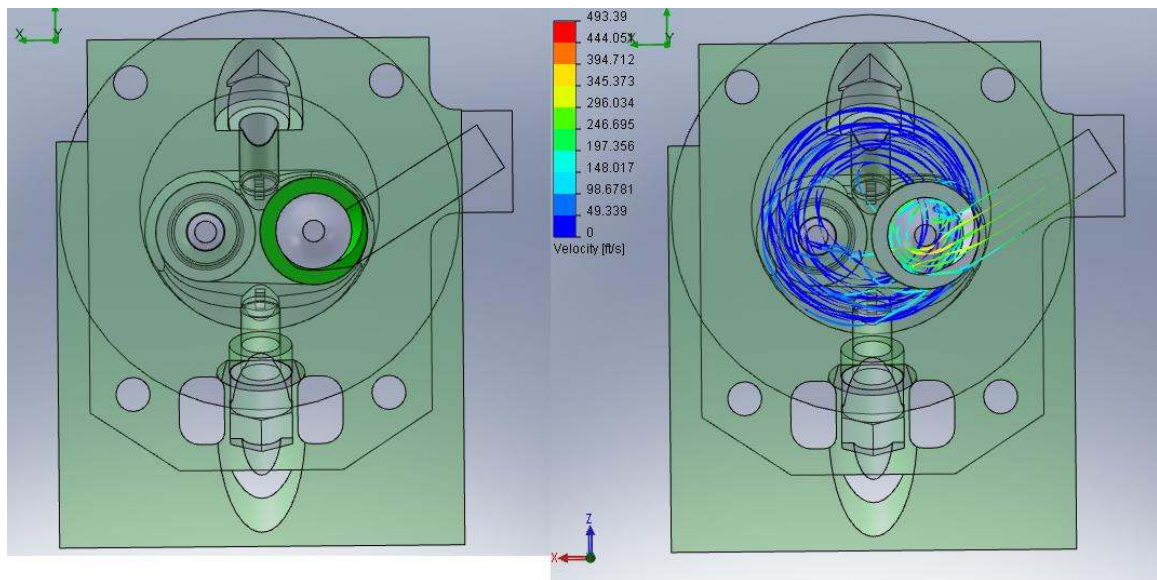 X Y
493.39
444.051
394.712
345.373
296.034
246.695
197.356
148.017
98.6781
49.339
0
Velocity [ft/s]
X Y
Z
X